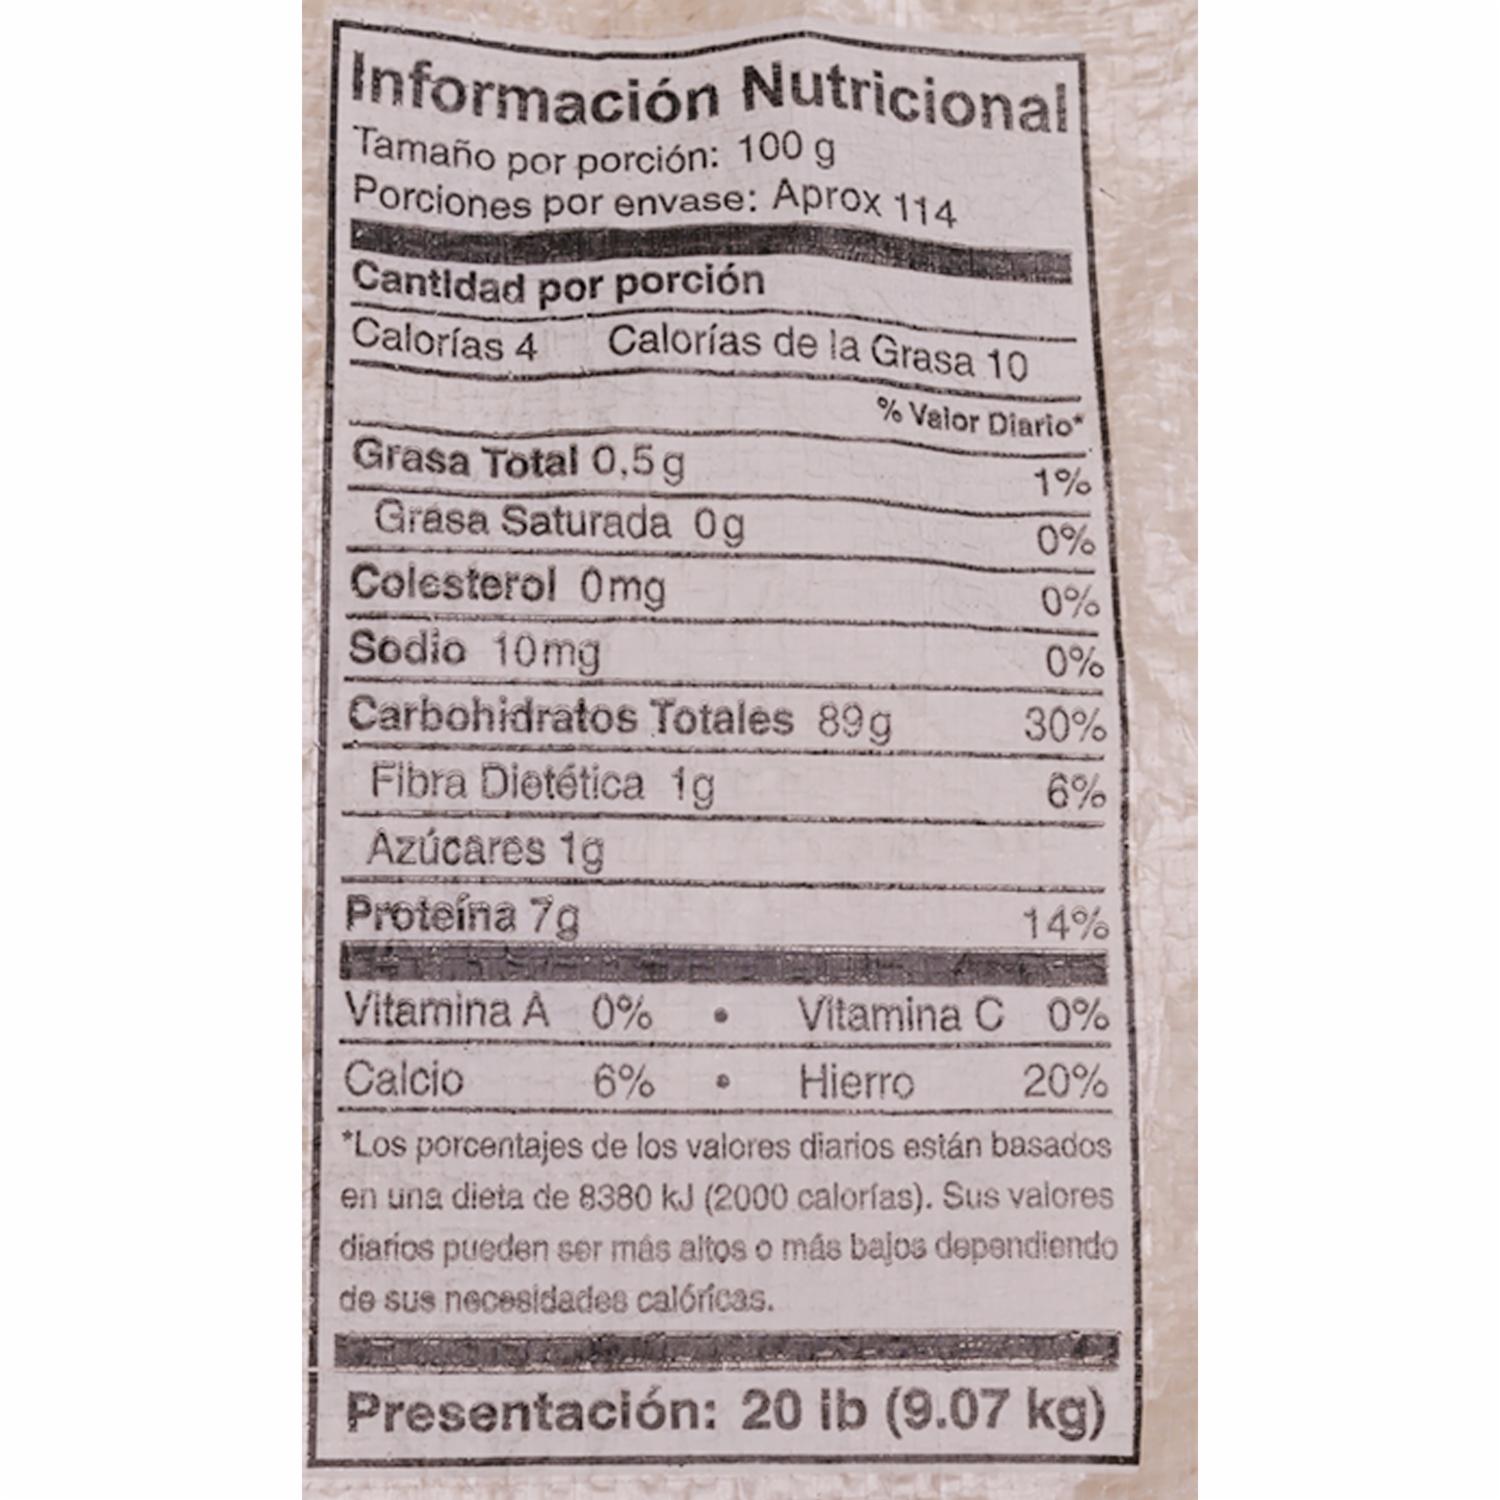 Información Nutricional
Tamaño por porción: 100 g
Porciones por envase: Aprox 114
Cantidad por porción
Calorías 4 Calorías de la Grasa 10
% Valor Diario*
Grasa Total 0,5g 1%
Grasa Saturada 0g 0%
Colesterol 0mg 0%
Sodio 10mg 0%
Carbohidratos Totales 89g 30%
Fibra Dietética 1g 6%
Azúcares 1g
Proteína 7g 14%
Vitamina A 0% • Vitamina C 0%
Calcio 6% • Hierro 20%
*Los porcentajes de los valores diarios están basados
en una dieta de 8380 kJ (2000 calorías). Sus valores
diarios pueden ser más altos o más bajos dependiendo
de sus necesidades calóricas.
Presentación: 20 lb (9.07 kg)